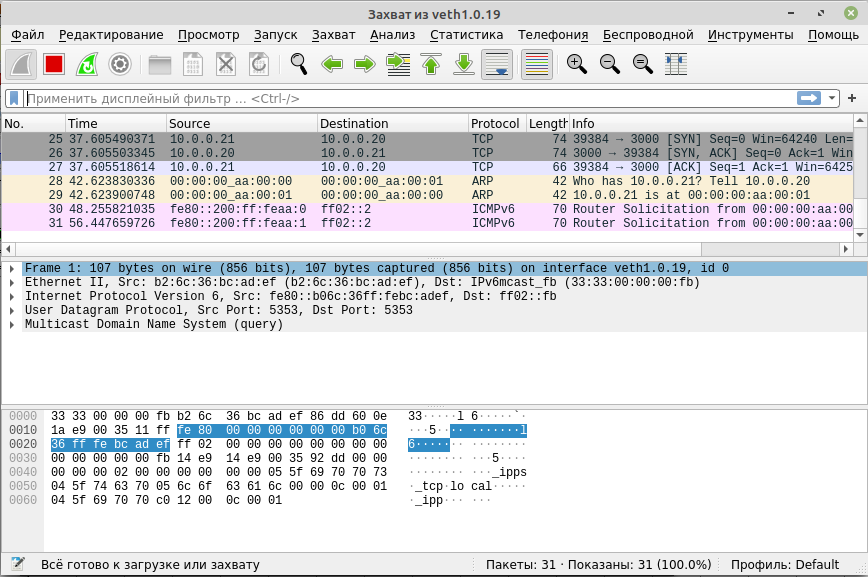 Захват из veth1.0.19
Файл Редактирование Просмотр Запуск Захват Анализ Статистика Телефония Беспроводной Инструменты Помощь
Применить дисплейный фильтр ... <Ctrl-/>
No. Time Source Destination Protocol Length Info
25 37.605490371 10.0.0.21 10.0.0.20 TCP 74 39384 → 3000 [SYN] Seq=0 Win=64240 Len=
26 37.605503345 10.0.0.20 10.0.0.21 TCP 74 3000 → 39384 [SYN, ACK] Seq=0 Ack=1 Win
27 37.605518614 10.0.0.21 10.0.0.20 TCP 66 39384 → 3000 [ACK] Seq=1 Ack=1 Win=6425
28 42.623830336 00:00:00_aa:00:00 00:00:00_aa:00:01 ARP 42 Who has 10.0.0.21? Tell 10.0.0.20
29 42.623900748 00:00:00_aa:00:01 00:00:00_aa:00:00 ARP 42 10.0.0.21 is at 00:00:00:aa:00:01
30 48.255821035 fe80::200:ff:feaa:0 ff02::2 ICMPv6 70 Router Solicitation from 00:00:00:aa:00
31 56.447659726 fe80::200:ff:feaa:1 ff02::2 ICMPv6 70 Router Solicitation from 00:00:00:aa:00
Frame 1: 107 bytes on wire (856 bits), 107 bytes captured (856 bits) on interface veth1.0.19, id 0
Ethernet II, Src: b2:6c:36:bc:ad:ef (b2:6c:36:bc:ad:ef), Dst: IPv6mcast_fb (33:33:00:00:00:fb)
Internet Protocol Version 6, Src: fe80::b06c:36ff:febc:adef, Dst: ff02::fb
User Datagram Protocol, Src Port: 5353, Dst Port: 5353
Multicast Domain Name System (query)
0000 33 33 00 00 00 fb b2 6c 36 bc ad ef 86 dd 60 0e 33·····l 6·····`·
0010 1a e9 00 35 11 ff fe 80 00 00 00 00 00 00 b0 6c ···5···· ·······l
0020 36 ff fe bc ad ef ff 02 00 00 00 00 00 00 00 00 6······· ········
0030 00 00 00 00 00 fb 14 e9 14 e9 00 35 92 dd 00 00 ········ ···5····
0040 00 00 00 02 00 00 00 00 00 00 05 5f 69 70 70 73 ········ ···_ipps
0050 04 5f 74 63 70 05 6c 6f 63 61 6c 00 00 0c 00 01 ·_tcp·lo cal·····
0060 04 5f 69 70 70 c0 12 00 0c 00 01 ·_ipp··· ···
Всё готово к загрузке или захвату Пакеты: 31 · Показаны: 31 (100.0%) Профиль: Default